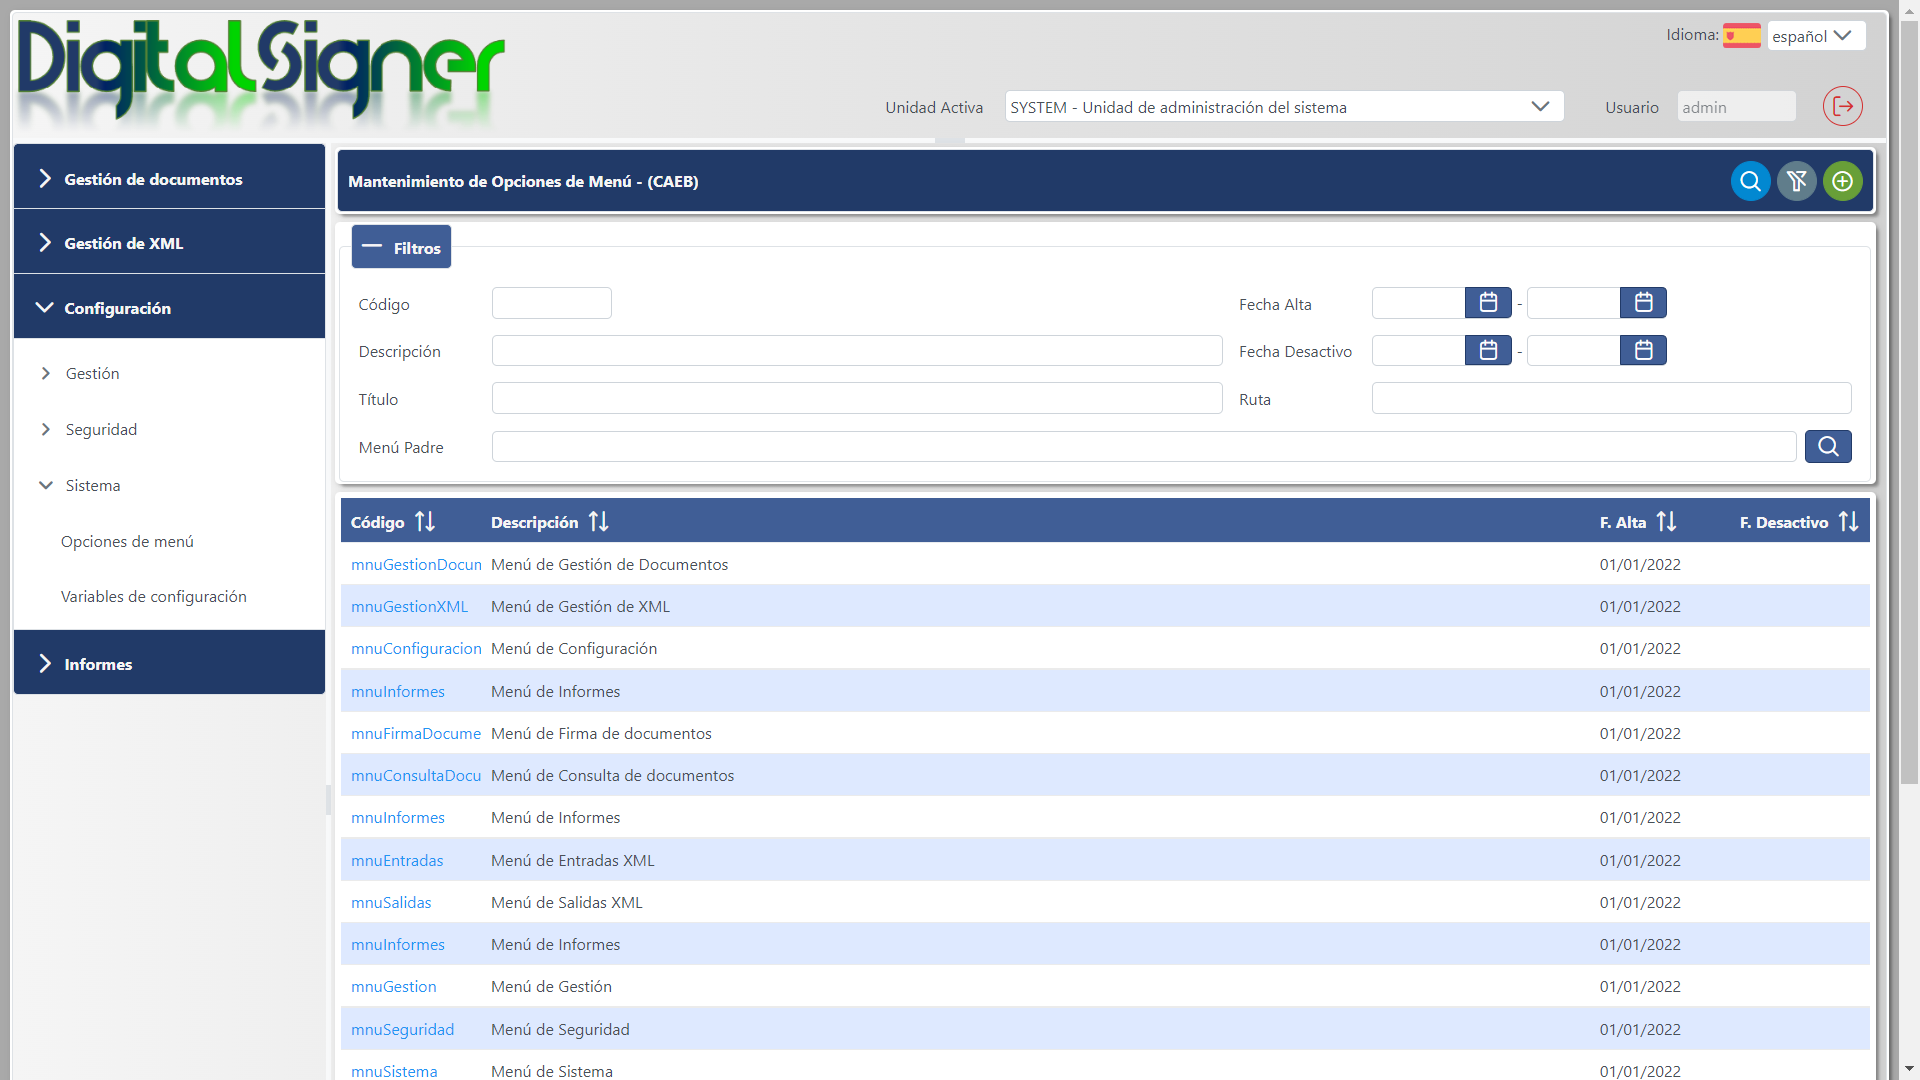 DigitalSigner
Idioma: español
Unidad Activa SYSTEM - Unidad de administración del sistema Usuario admin
Gestión de documentos
Gestión de XML
Configuración
Gestión
Seguridad
Sistema
Opciones de menú
Variables de configuración
Informes
Mantenimiento de Opciones de Menú - (CAEB)
Filtros
Código Fecha Alta -
Descripción Fecha Desactivo -
Título Ruta
Menú Padre
Código Descripción F. Alta F. Desactivo
mnuGestionDocun Menú de Gestión de Documentos 01/01/2022
mnuGestionXML Menú de Gestión de XML 01/01/2022
mnuConfiguracion Menú de Configuración 01/01/2022
mnuInformes Menú de Informes 01/01/2022
mnuFirmaDocume Menú de Firma de documentos 01/01/2022
mnuConsultaDocu Menú de Consulta de documentos 01/01/2022
mnuInformes Menú de Informes 01/01/2022
mnuEntradas Menú de Entradas XML 01/01/2022
mnuSalidas Menú de Salidas XML 01/01/2022
mnuInformes Menú de Informes 01/01/2022
mnuGestion Menú de Gestión 01/01/2022
mnuSeguridad Menú de Seguridad 01/01/2022
mnuSistema Menú de Sistema 01/01/2022